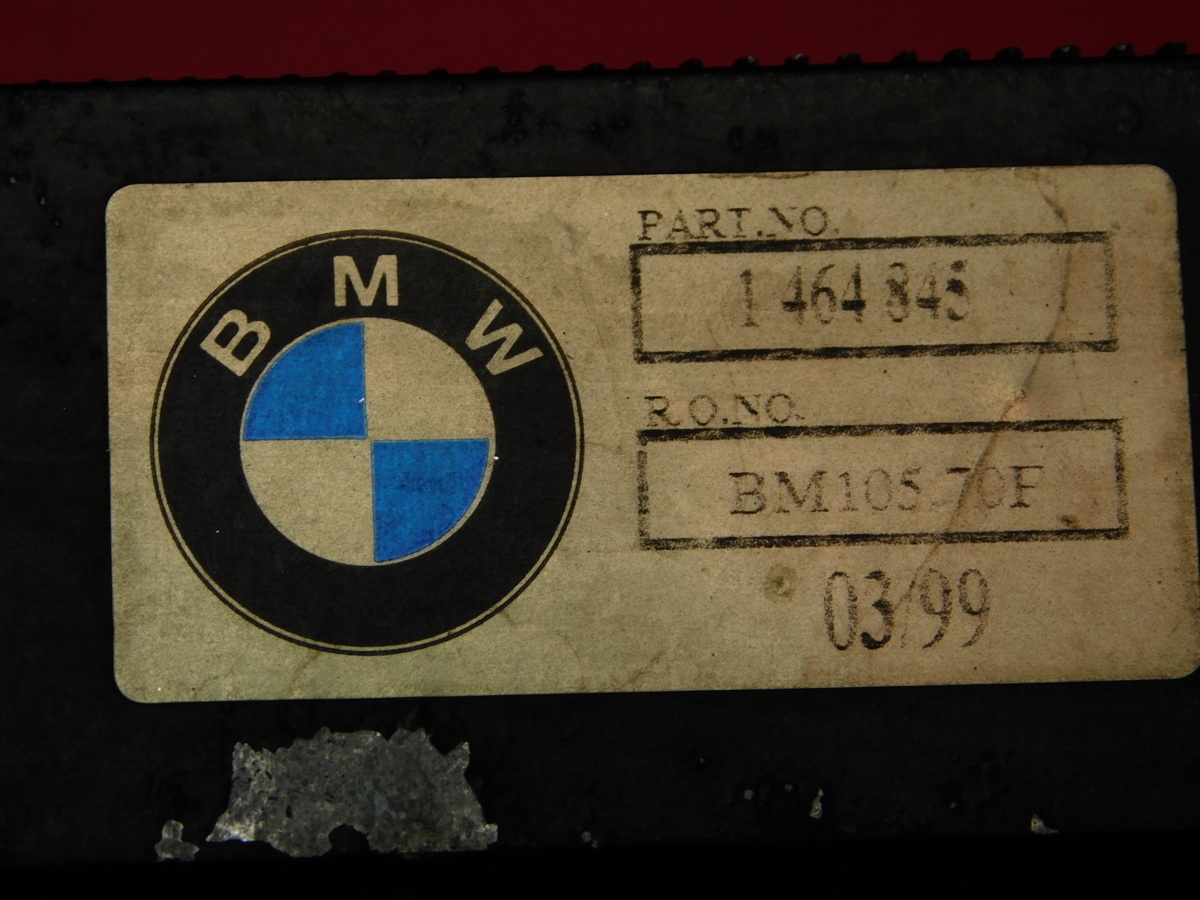 BMW
PART.NO.
1 464 845
R.O.NO.
BM105.70F
03/99